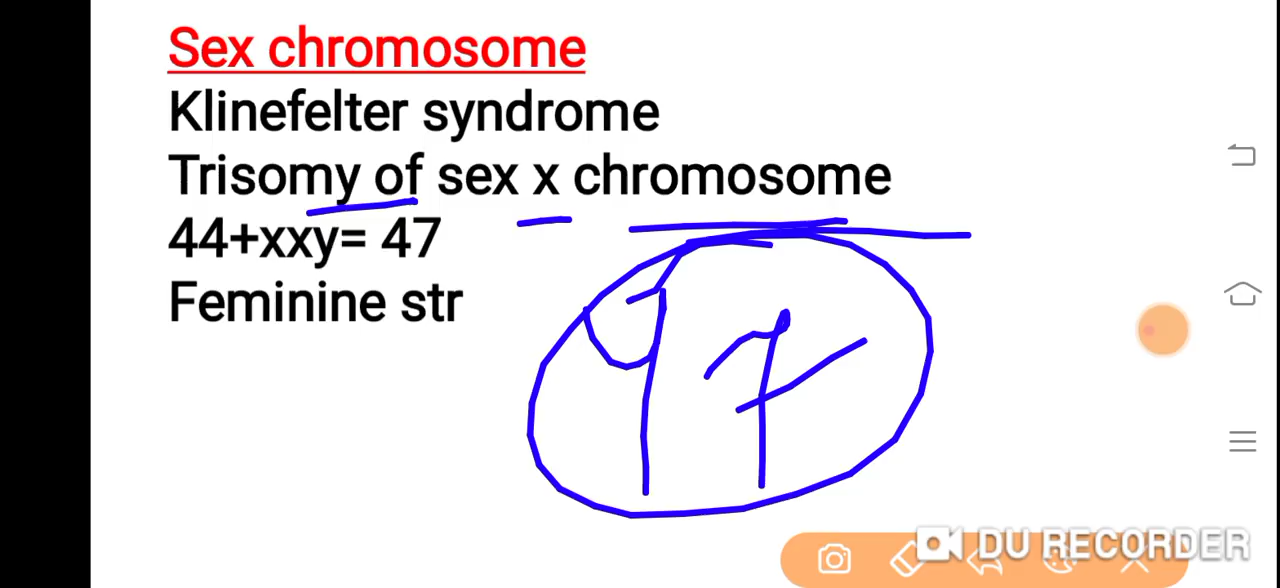 Sex chromosome
Klinefelter syndrome
Trisomy of sex x chromosome
44+xxy= 47
Feminine str
47
DU RECORDER